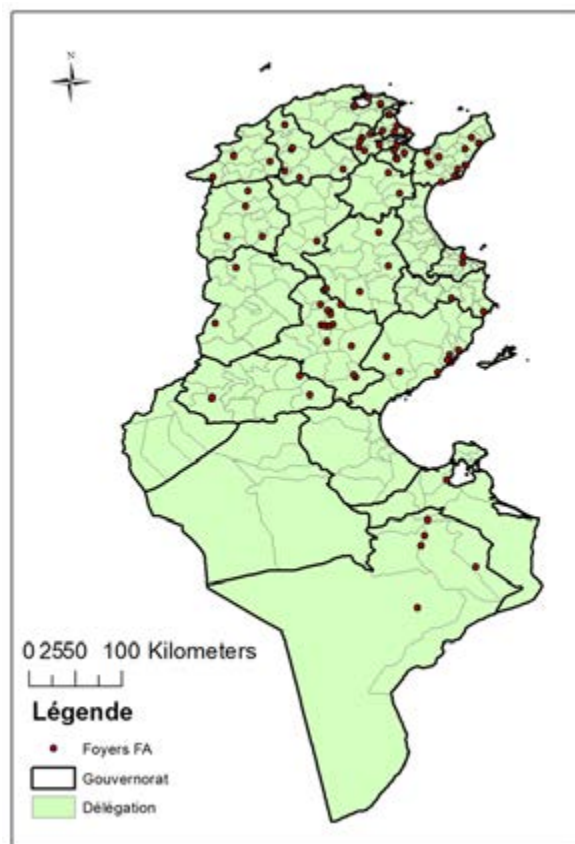 N
0 25 50 100 Kilometers
Légende
Foyers FA
Gouvernorat
Délégation